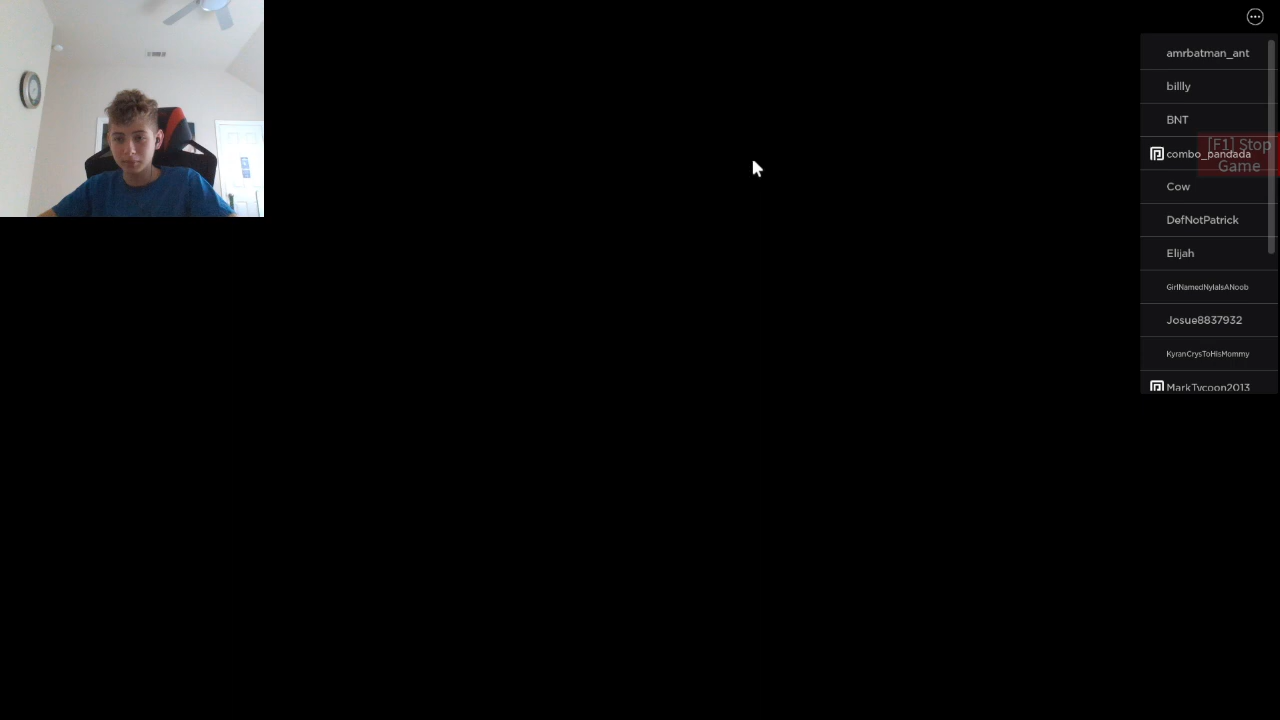 amrbatman_ant
billly
BNT
[F1] Stop
Game
combo_pandada
Cow
DefNotPatrick
Elijah
GirlNamedNylaIsANoob
Josue8837932
KyranCrysToHisMommy
MarkTycoon2013